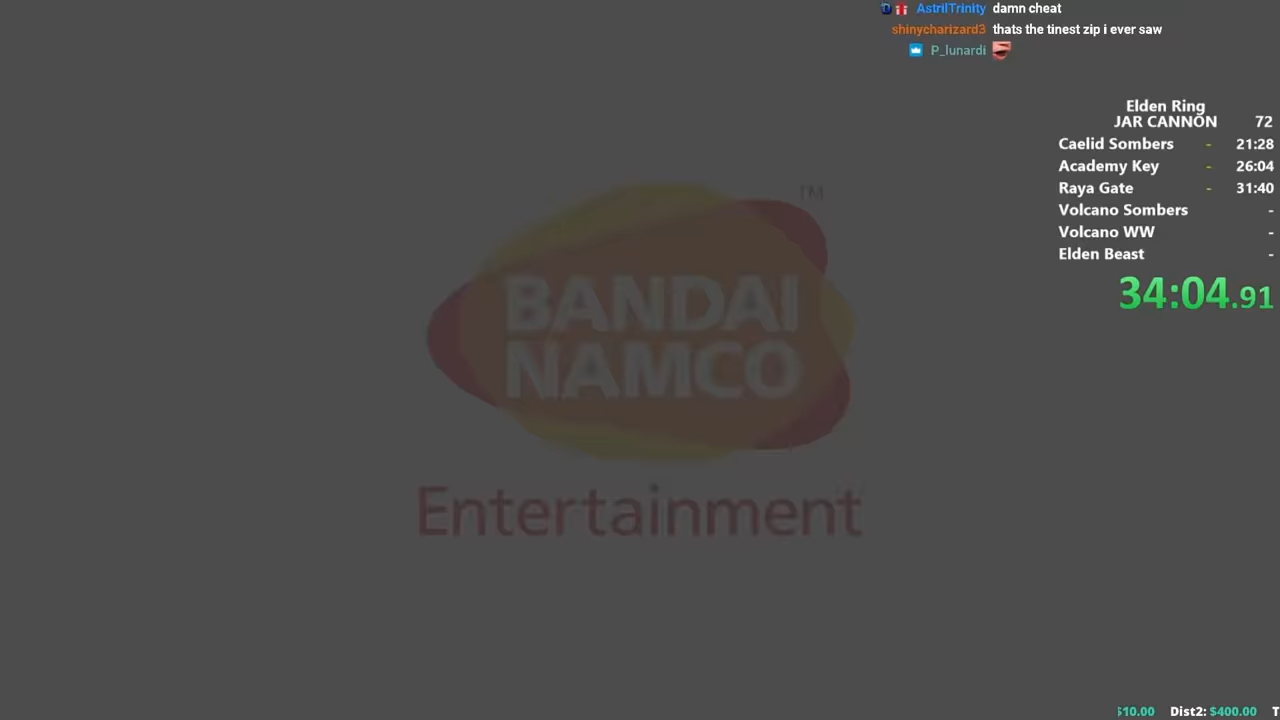 AstrilTrinity damn cheat
shinycharizard3 thats the tinest zip i ever saw
P_lunardi
Elden Ring
JAR CANNON 72
Caelid Sombers - 21:28
Academy Key - 26:04
Raya Gate - 31:40
Volcano Sombers -
Volcano WW -
Elden Beast -
34:04.91
TM
BANDAI
NAMCO
Entertainment
$10.00 Dist2: $400.00 T